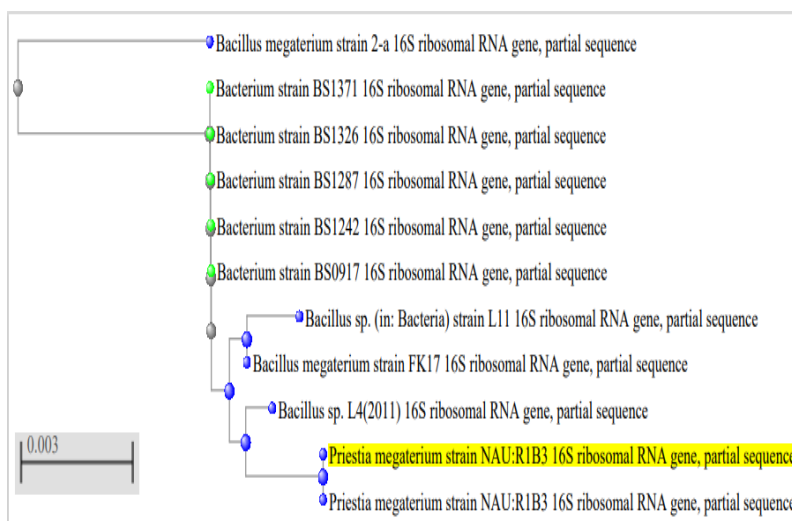 Bacillus megaterium strain 2-a 16S ribosomal RNA gene, partial sequence
Bacterium strain BS1371 16S ribosomal RNA gene, partial sequence
Bacterium strain BS1326 16S ribosomal RNA gene, partial sequence
Bacterium strain BS1287 16S ribosomal RNA gene, partial sequence
Bacterium strain BS1242 16S ribosomal RNA gene, partial sequence
Bacterium strain BS0917 16S ribosomal RNA gene, partial sequence
Bacillus sp. (in: Bacteria) strain L11 16S ribosomal RNA gene, partial sequence
Bacillus megaterium strain FK17 16S ribosomal RNA gene, partial sequence
Bacillus sp. L4(2011) 16S ribosomal RNA gene, partial sequence
0.003
Priestia megaterium strain NAU:R1B3 16S ribosomal RNA gene, partial sequence
Priestia megaterium strain NAU:R1B3 16S ribosomal RNA gene, partial sequence